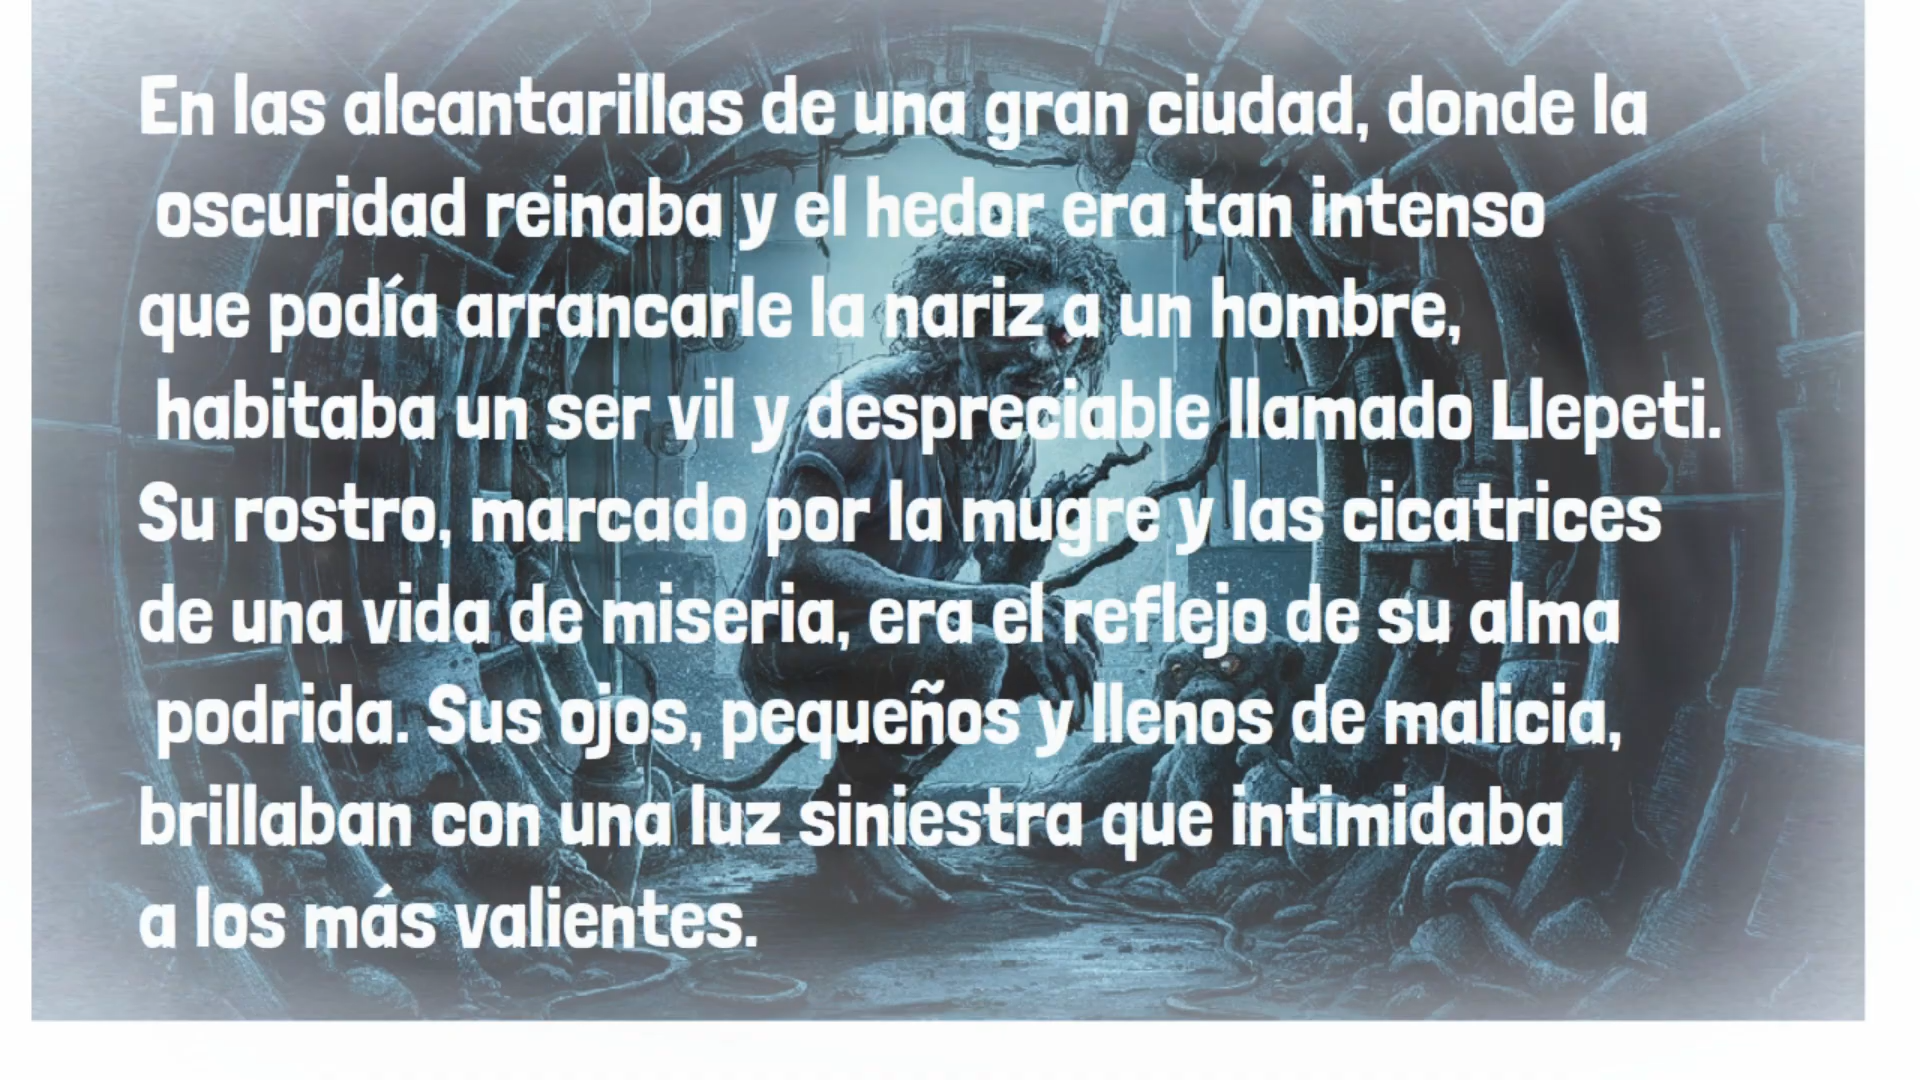 En las alcantarillas de una gran ciudad, donde la
oscuridad reinaba y el hedor era tan intenso
que podía arrancarle la nariz a un hombre,
habitaba un ser vil y despreciable llamado Llepeti.
Su rostro, marcado por la mugre y las cicatrices
de una vida de miseria, era el reflejo de su alma
podrida. Sus ojos, pequeños y llenos de malicia,
brillaban con una luz siniestra que intimidaba
a los más valientes.